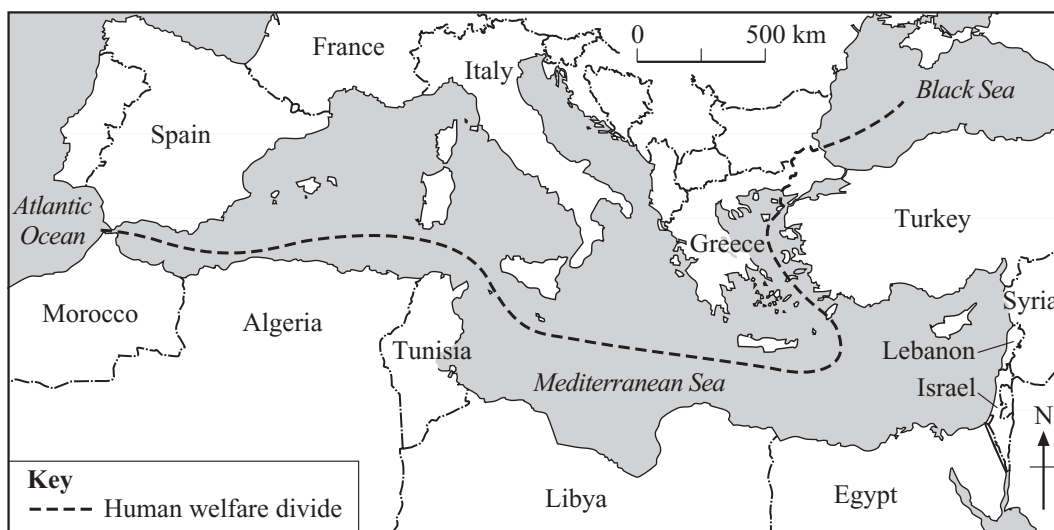 France
0 500 km
Italy
Black Sea
Spain
Atlantic
Ocean
Turkey
Greece
Morocco
Algeria
Syria
Tunisia
Lebanon
Mediterranean Sea
Israel
N
Key
Human welfare divide
Libya
Egypt